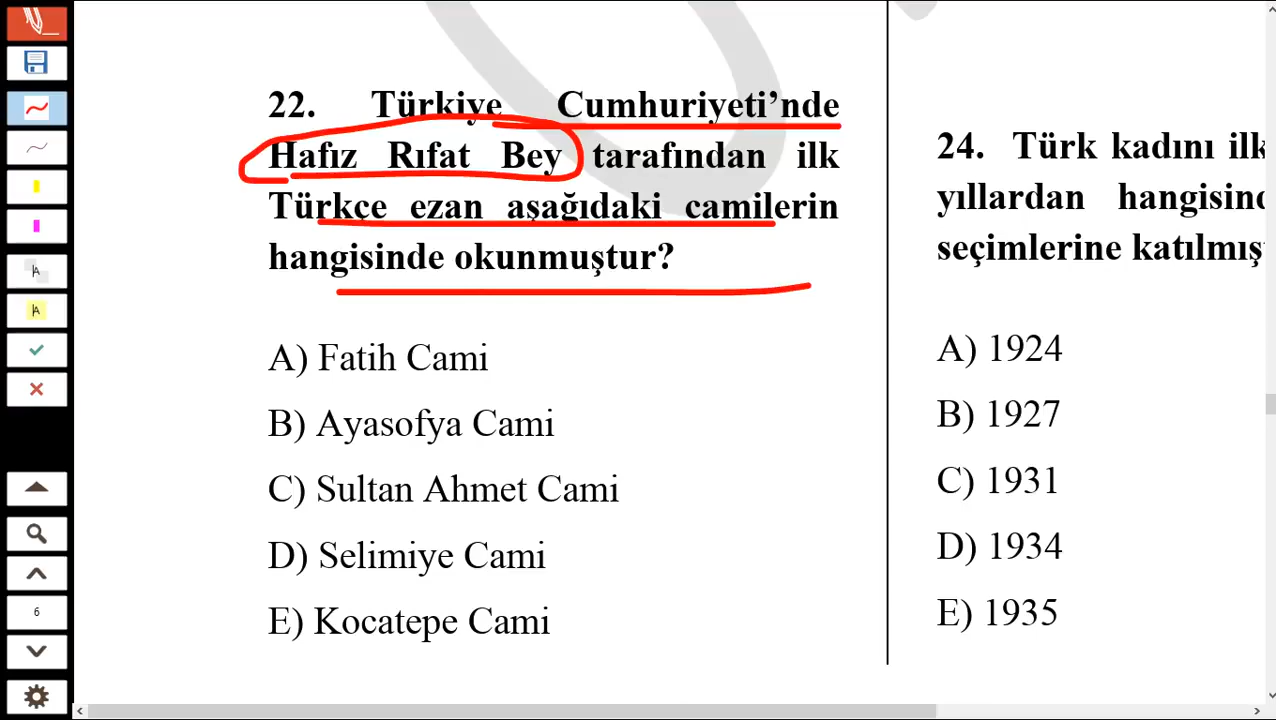 22. Türkiye Cumhuriyeti’nde
Hafız Rıfat Bey tarafından ilk
Türkçe ezan aşağıdaki camilerin
hangisinde okunmuştur?
A) Fatih Cami
B) Ayasofya Cami
C) Sultan Ahmet Cami
D) Selimiye Cami
E) Kocatepe Cami
24. Türk kadını ilk
yıllardan hangisind
seçimlerine katılmışt
A) 1924
B) 1927
C) 1931
D) 1934
E) 1935
A
A
6